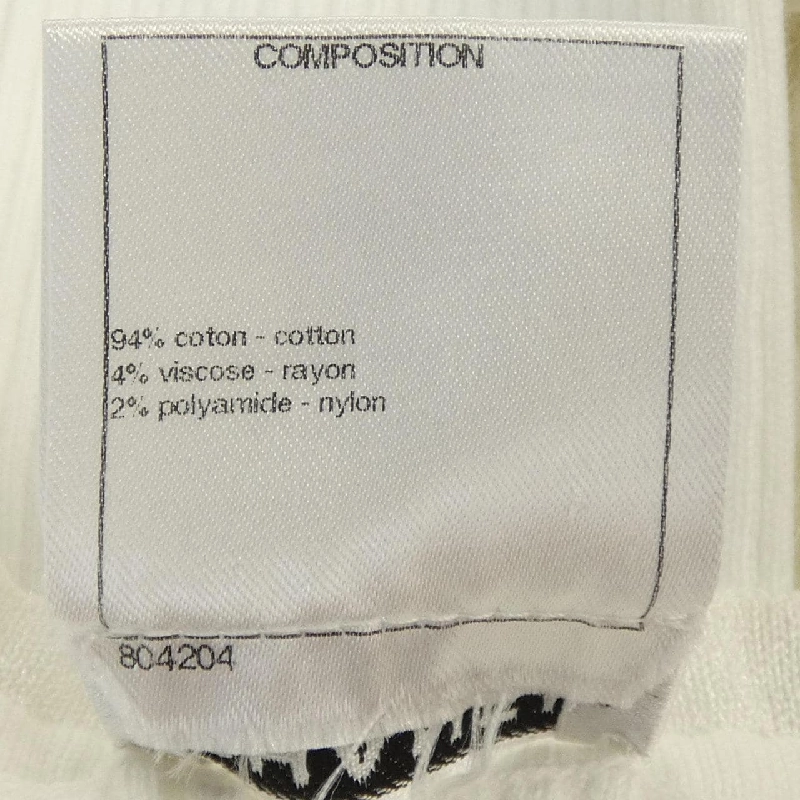 COMPOSITION
94% coton - cotton
4% viscose - rayon
2% polyamide - nylon
804204